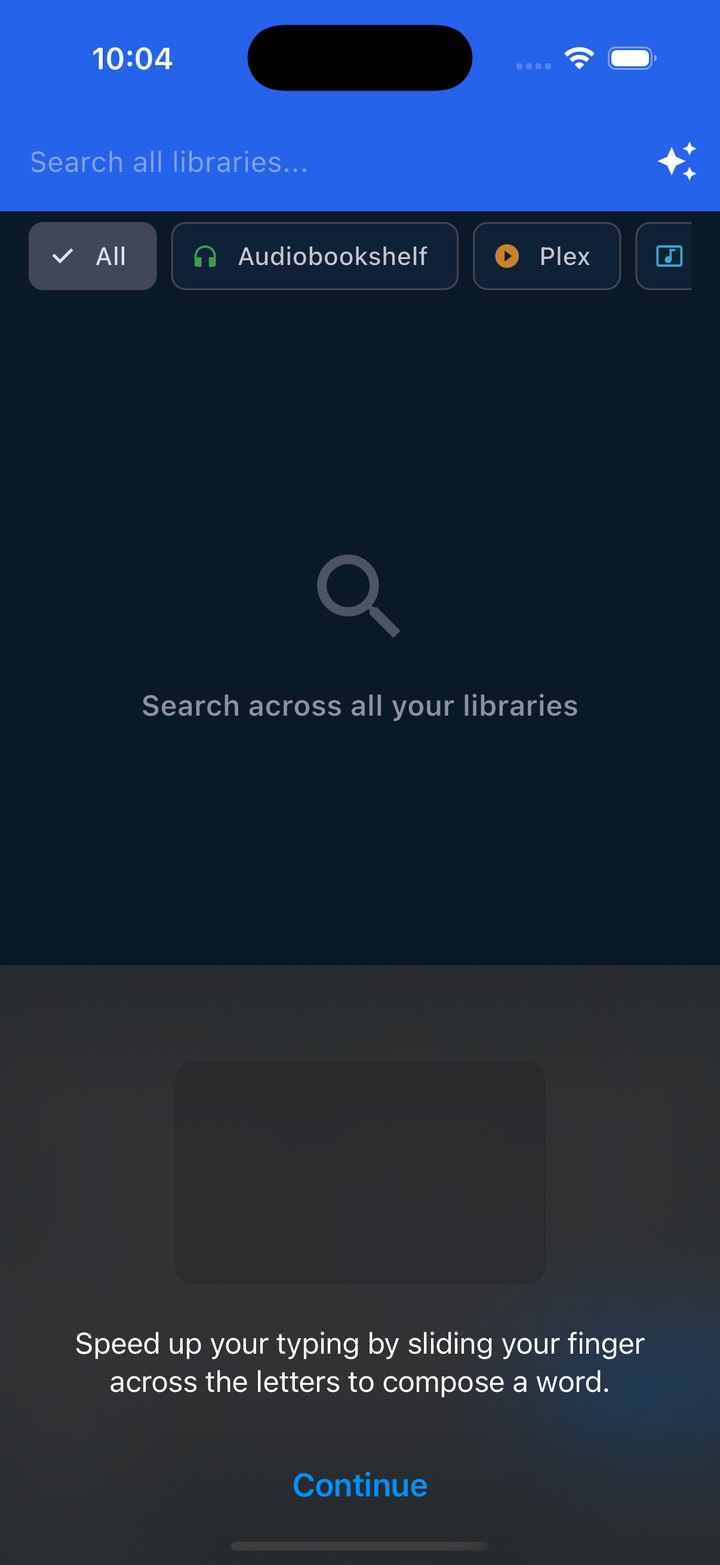 10:04
Search all libraries...
All
Audiobookshelf
Plex
Search across all your libraries
Speed up your typing by sliding your finger
across the letters to compose a word.
Continue